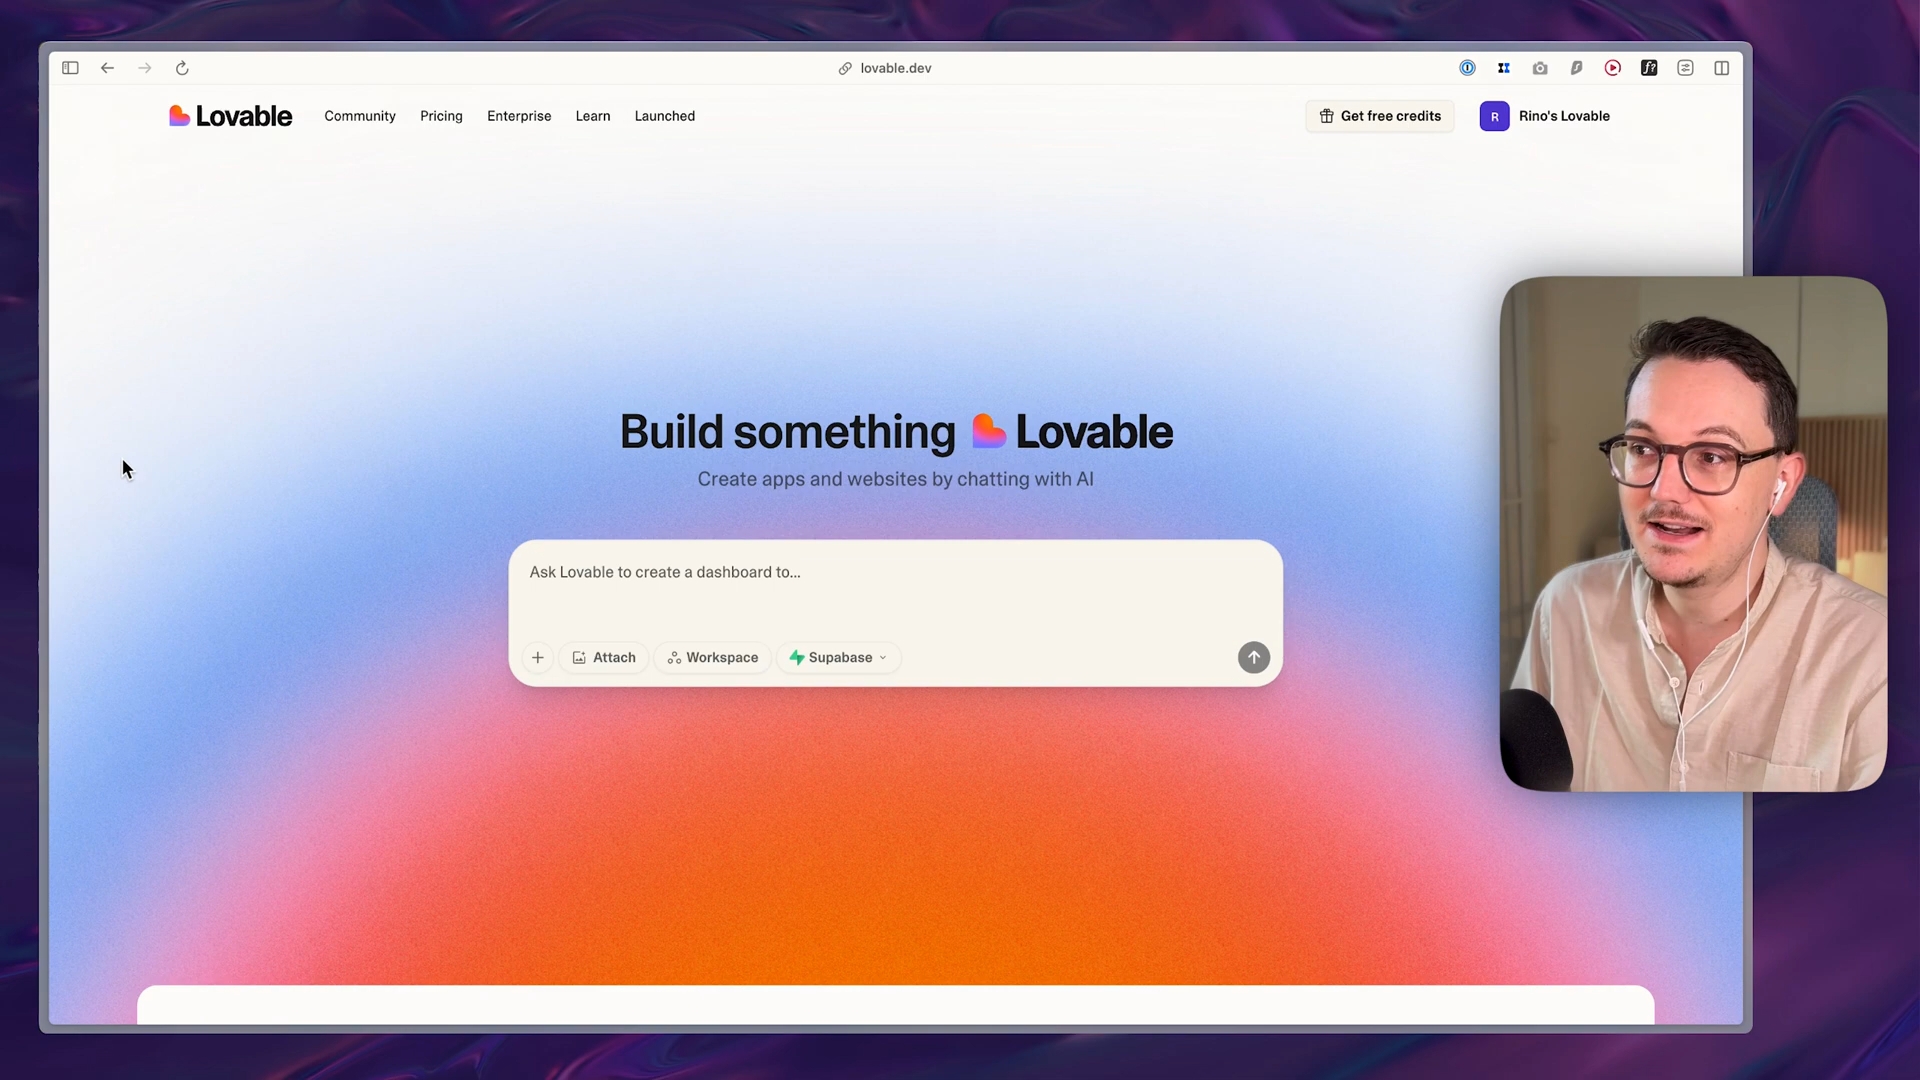 lovable.dev
Lovable Community Pricing Enterprise Learn Launched Get free credits R Rino's Lovable
Build something Lovable
Create apps and websites by chatting with AI
Ask Lovable to create a dashboard to...
Attach Workspace Supabase